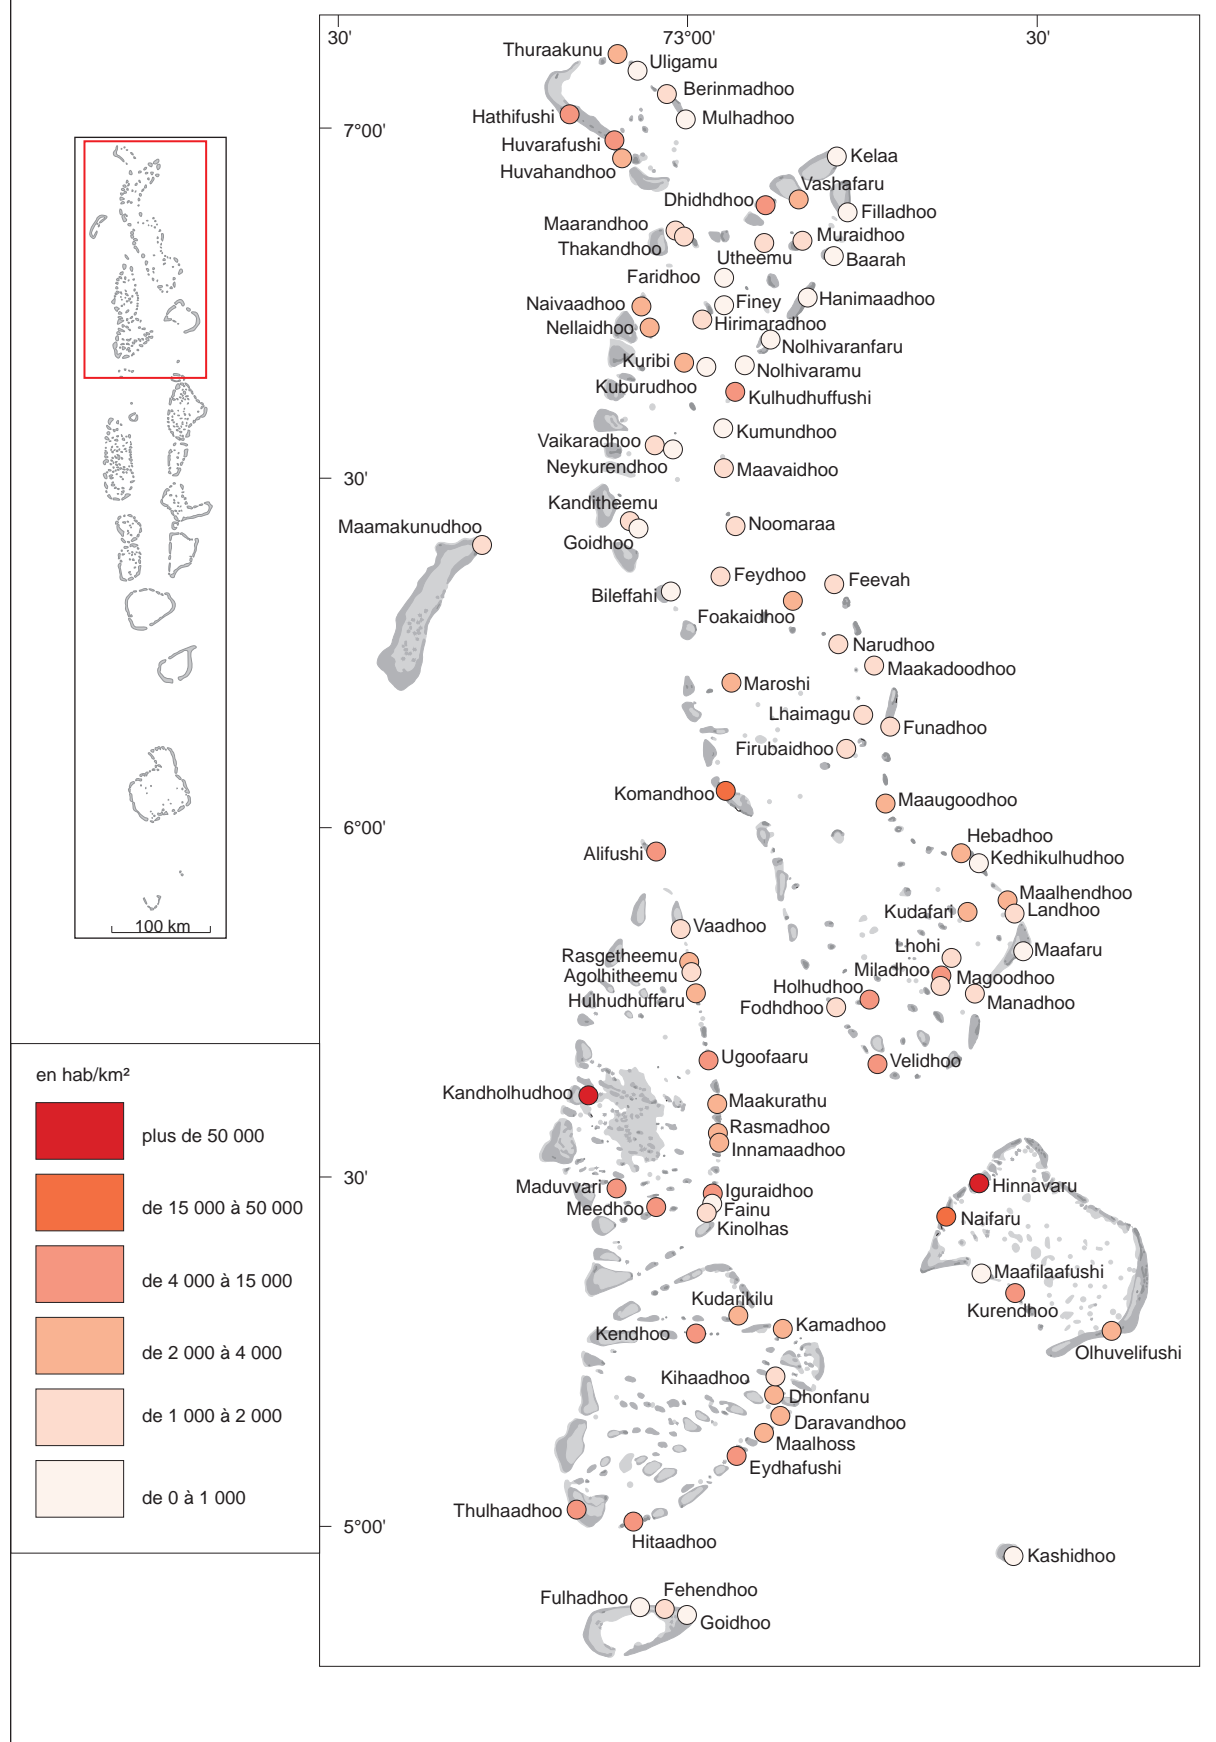 30'
73°00'
30'
Thuraakunu
Uligamu
Berinmadhoo
Hathifushi
Mulhadhoo
7°00'
Huvarafushi
Kelaa
Huvahandhoo
Vashafaru
Dhidhdhoo
Filladhoo
Maarandhoo
Muraidhoo
Thakandhoo
Utheemu
Baarah
Faridhoo
Naivaadhoo
Finey
Hanimaadhoo
Nellaidhoo
Hirimaradhoo
Nolhivaranfaru
Kuribi
Nolhivaramu
Kuburudhoo
Kulhudhuffushi
Kumundhoo
Vaikaradhoo
Neykurendhoo
Maavaidhoo
30'
Kanditheemu
Maamakunudhoo
Noomaraa
Goidhoo
Feydhoo
Feevah
Bileffahi
Foakaidhoo
Narudhoo
Maakadoodhoo
Maroshi
Lhaimagu
Funadhoo
Firubaidhoo
Komandhoo
Maaugoodhoo
6°00'
Hebadhoo
Alifushi
Kedhikulhudhoo
Maalhendhoo
Kudafari
Landhoo
100 km
Vaadhoo
Lhohi
Maafaru
Rasgetheemu
Miladhoo
Agolhitheemu
Magoodhoo
Holhudhoo
Hulhudhuffaru
Manadhoo
Fodhdhoo
Ugoofaaru
Velidhoo
en hab/km²
Kandholhudhoo
Maakurathu
plus de 50 000
Rasmadhoo
Innamaadhoo
30'
Maduvvari
Iguraidhoo
Hinnavaru
de 15 000 à 50 000
Meedhoo
Fainu
Naifaru
Kinolhas
de 4 000 à 15 000
Maafilaafushi
Kudarikilu
Kurendhoo
Kendhoo
Kamadhoo
de 2 000 à 4 000
Olhuvelifushi
Kihaadhoo
Dhonfanu
de 1 000 à 2 000
Daravandhoo
Maalhoss
Eydhafushi
de 0 à 1 000
Thulhaadhoo
5°00'
Hitaadhoo
Kashidhoo
Fulhadhoo
Fehendhoo
Goidhoo